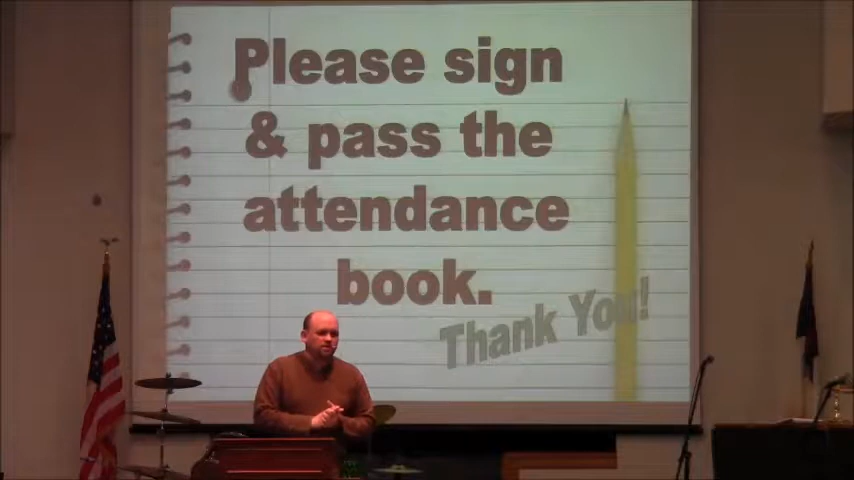 Please sign
& pass the
attendance
book.
Thank You!